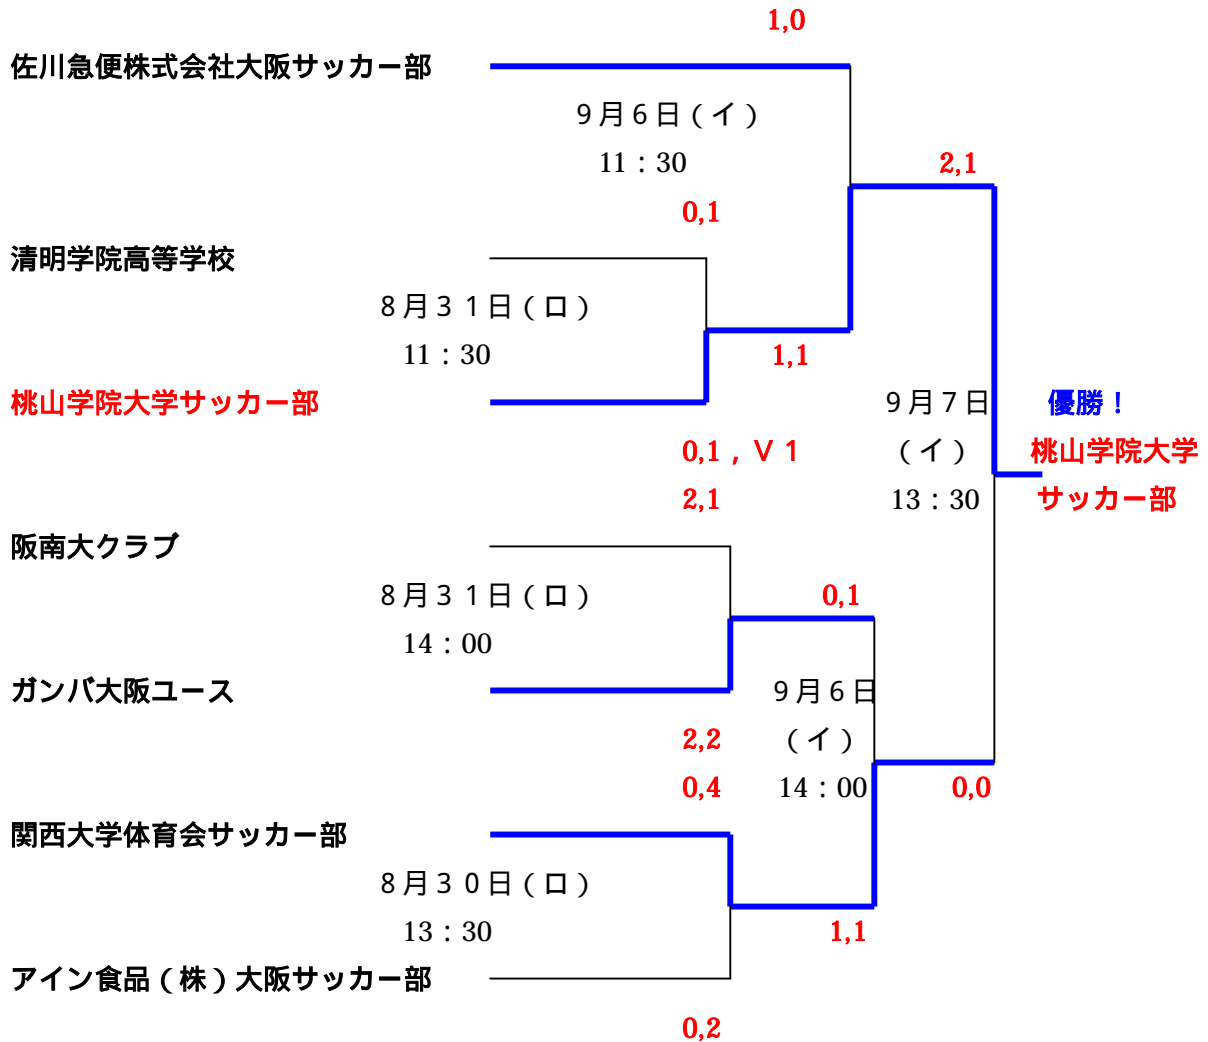 1,0
佐川急便株式会社大阪サッカー部
9月6日(イ)
11：30
2,1
0,1
清明学院高等学校
8月３１日(ロ)
11：30
1,1
桃山学院大学サッカー部
9月7日
優勝！
0,1，Ｖ１
(イ)
桃山学院大学
2,1
13：30
サッカー部
阪南大クラブ
8月３１日(ロ)
0,1
14：00
ガンバ大阪ユース
9月6日
2,2
(イ)
0,4
14：00
0,0
関西大学体育会サッカー部
8月３０日(ロ)
13：30
1,1
アイン食品(株)大阪サッカー部
0,2